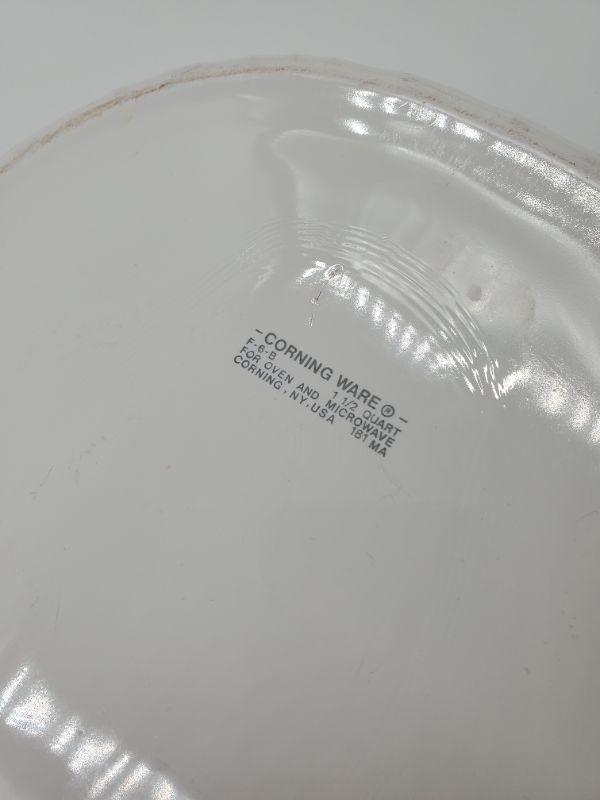 -CORNING WARE®-
F-6-B 1 1/2 QUART
FOR OVEN AND MICROWAVE
CORNING, NY, USA 181 MA